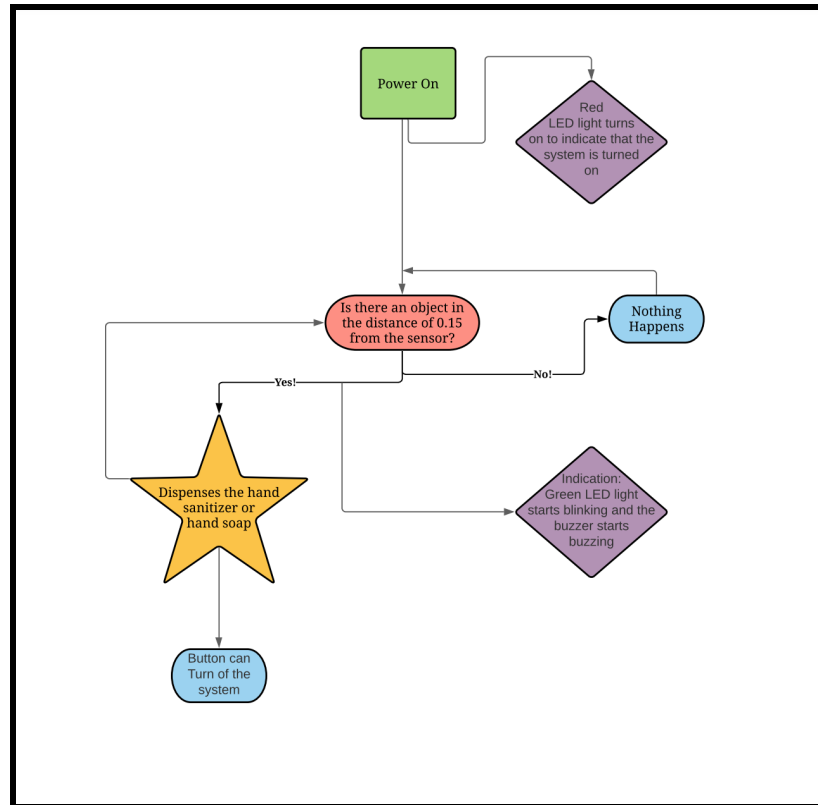 Power On
Red
LED light turns
on to indicate that the
system is turned
on
Is there an object in
the distance of 0.15
from the sensor?
Nothing
Happens
Yes!
No!
Dispenses the hand
sanitizer or
hand soap
Indication:
Green LED light
starts blinking and the
buzzer starts
buzzing
Button can
Turn of the
system